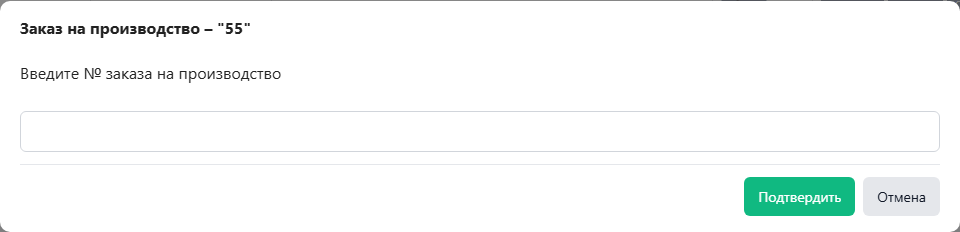 Заказ на производство – "55"
Введите № заказа на производство
Подтвердить
Отмена